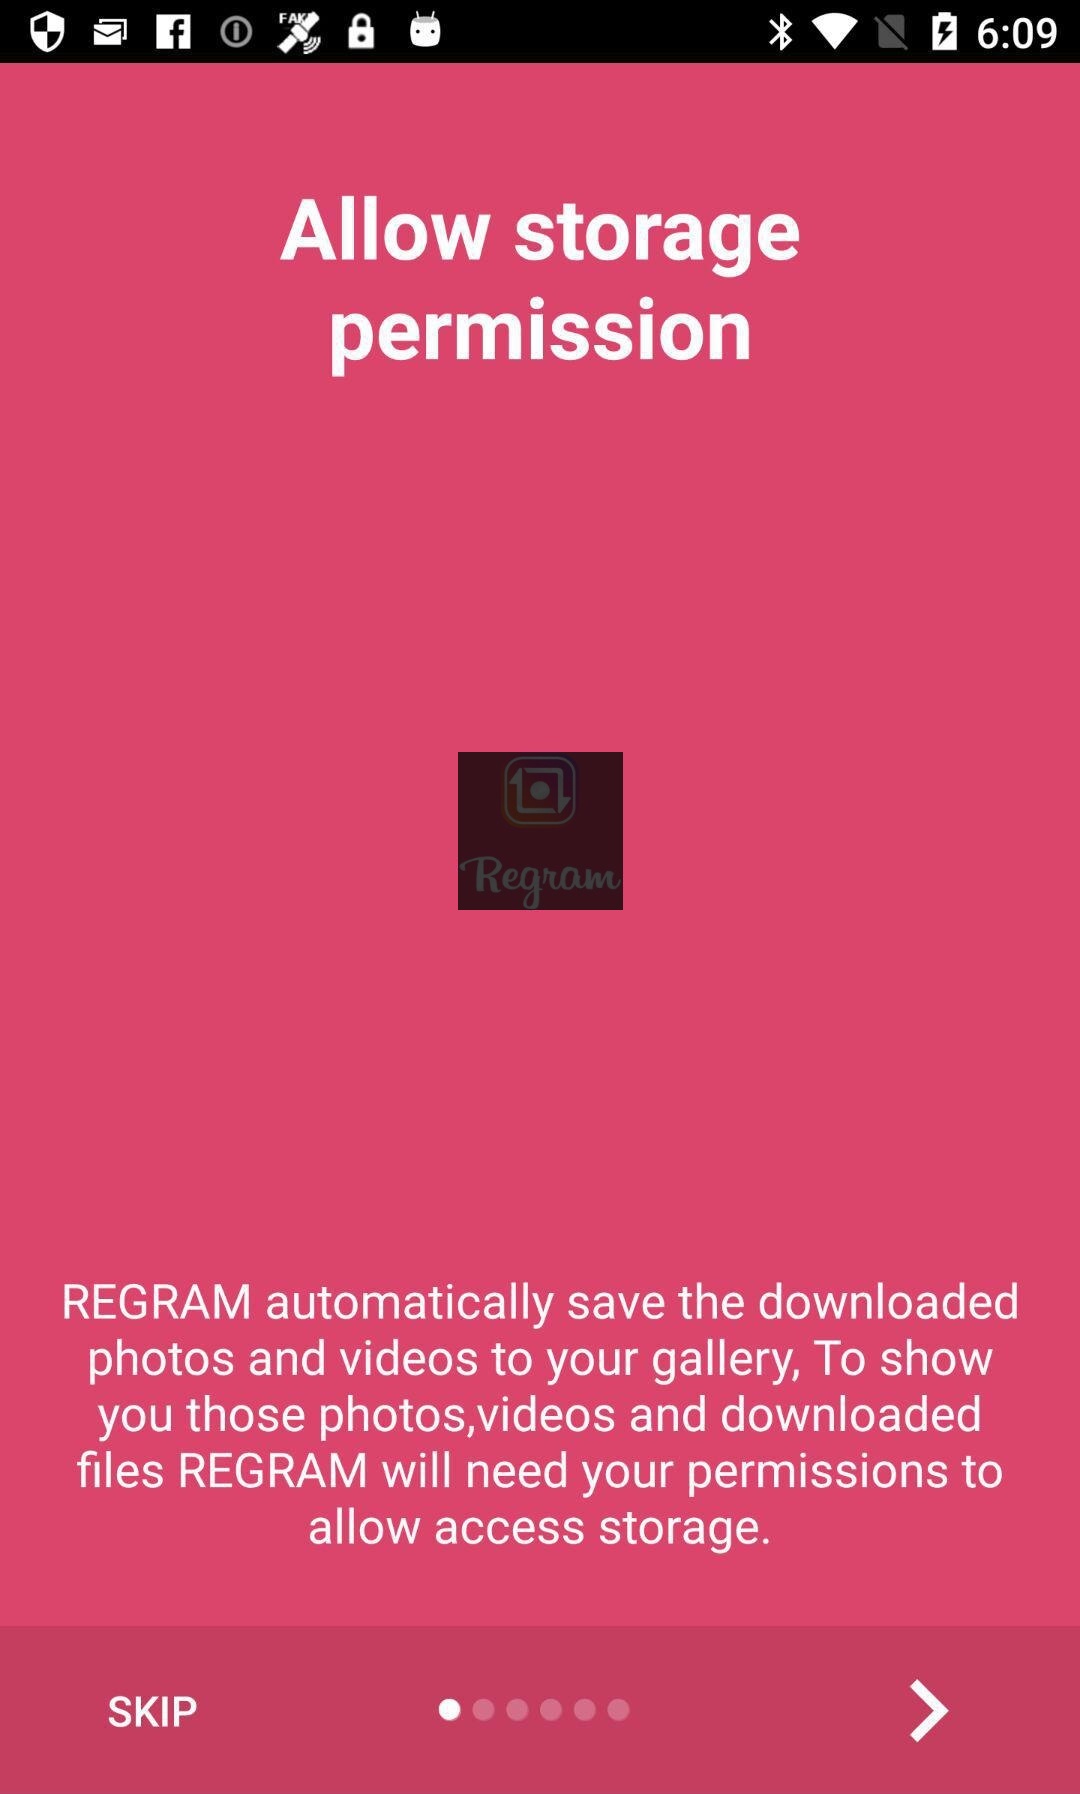 FAKE
6:09
Allow storage
permission
Regram
REGRAM automatically save the downloaded
photos and videos to your gallery, To show
you those photos,videos and downloaded
files REGRAM will need your permissions to
allow access storage.
SKIP